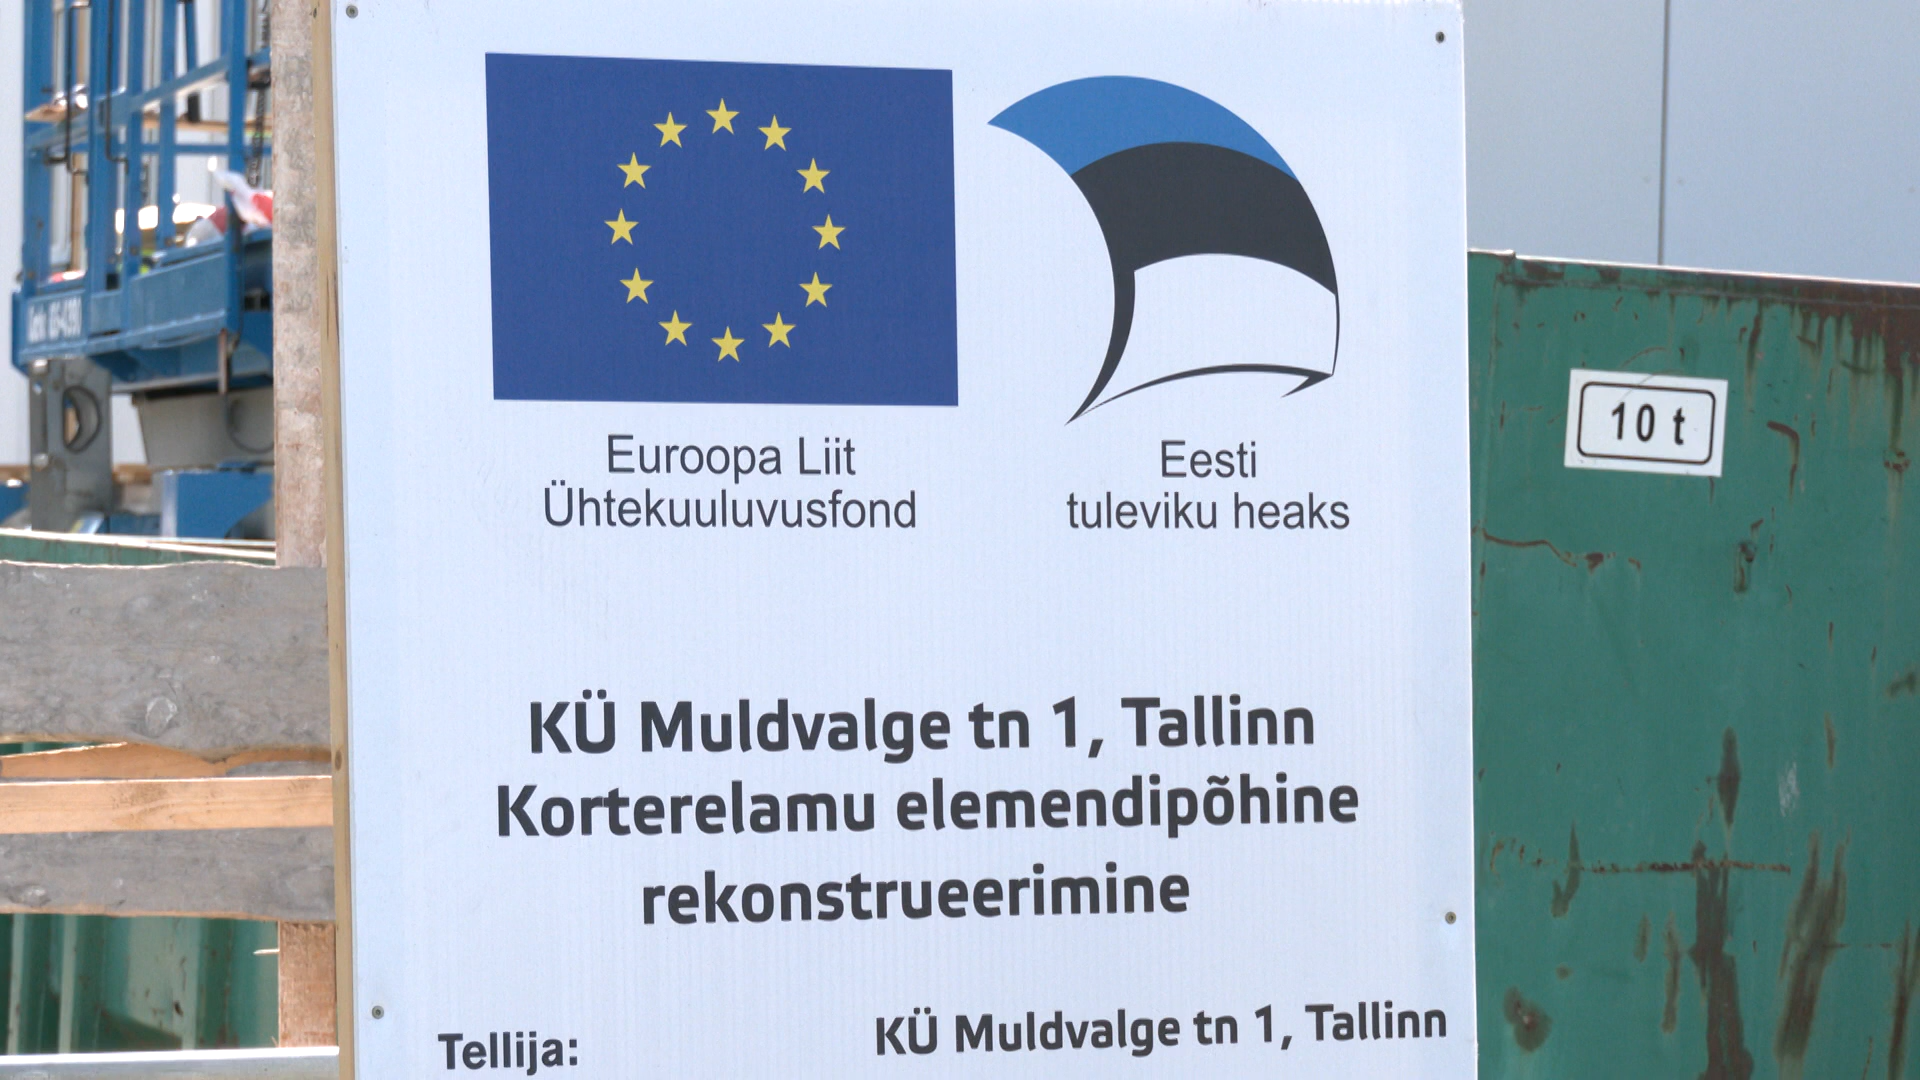 Euroopa Liit
Ühtekuuluvusfond
Eesti
tuleviku heaks
10 t
KÜ Muldvalge tn 1, Tallinn
Korterelamu elemendipõhine
rekonstrueerimine
Tellija:
KÜ Muldvalge tn 1, Tallinn